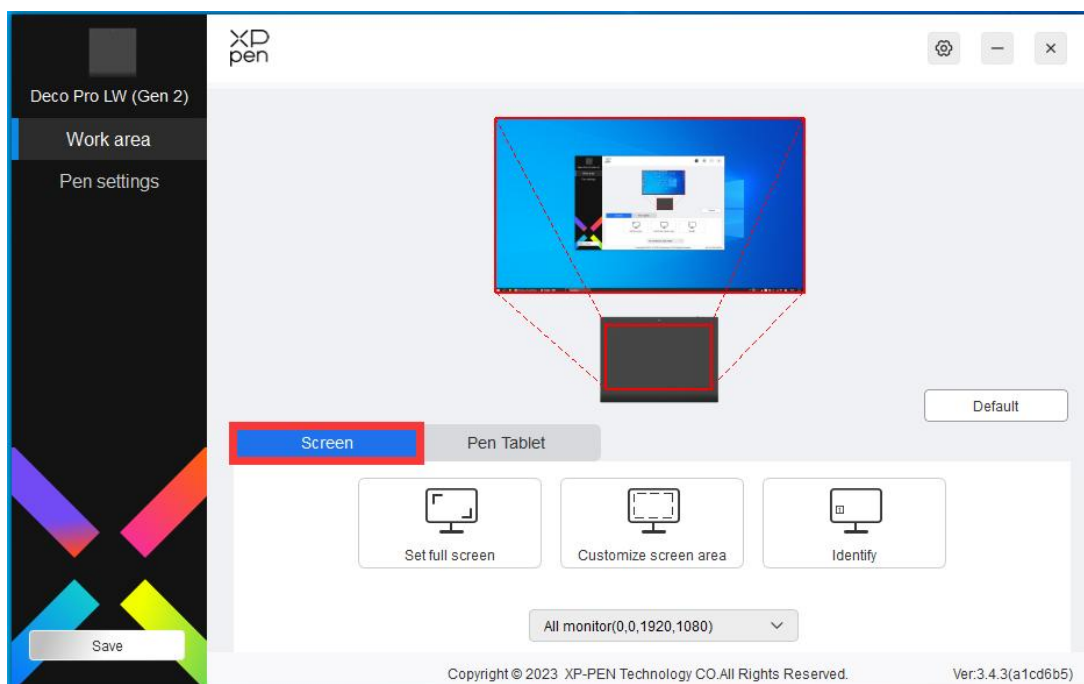 XP
pen
Deco Pro LW (Gen 2)
Work area
Pen settings
Default
Screen
Pen Tablet
Set full screen
Customize screen area
Identify
All monitor(0,0,1920,1080)
Save
Copyright © 2023 XP-PEN Technology CO.All Rights Reserved.
Ver:3.4.3(a1cd6b5)